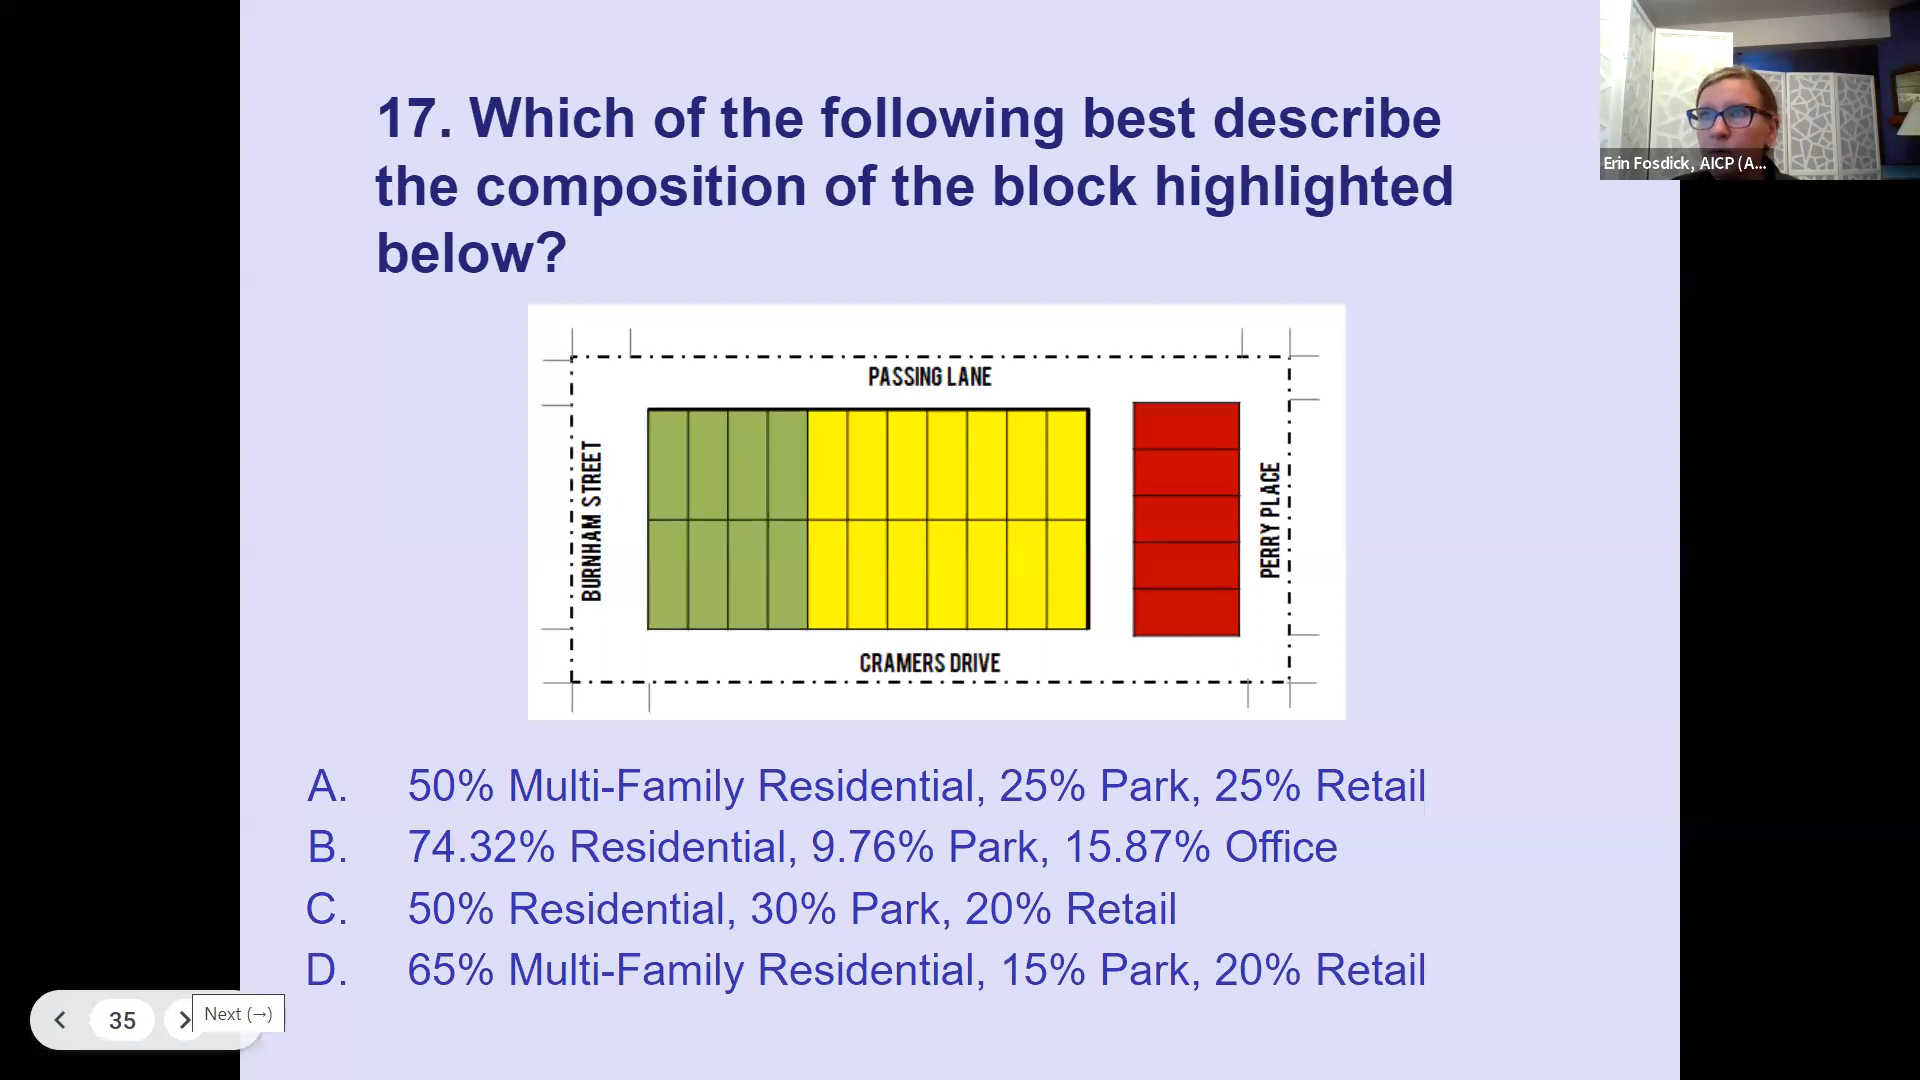 17. Which of the following best describe
the composition of the block highlighted
below?
Erin Fosdick, AICP (A...
PASSING LANE
BURNHAM STREET
PERRY PLACE
CRAMERS DRIVE
A. 50% Multi-Family Residential, 25% Park, 25% Retail
B. 74.32% Residential, 9.76% Park, 15.87% Office
C. 50% Residential, 30% Park, 20% Retail
D. 65% Multi-Family Residential, 15% Park, 20% Retail
35
Next (→)